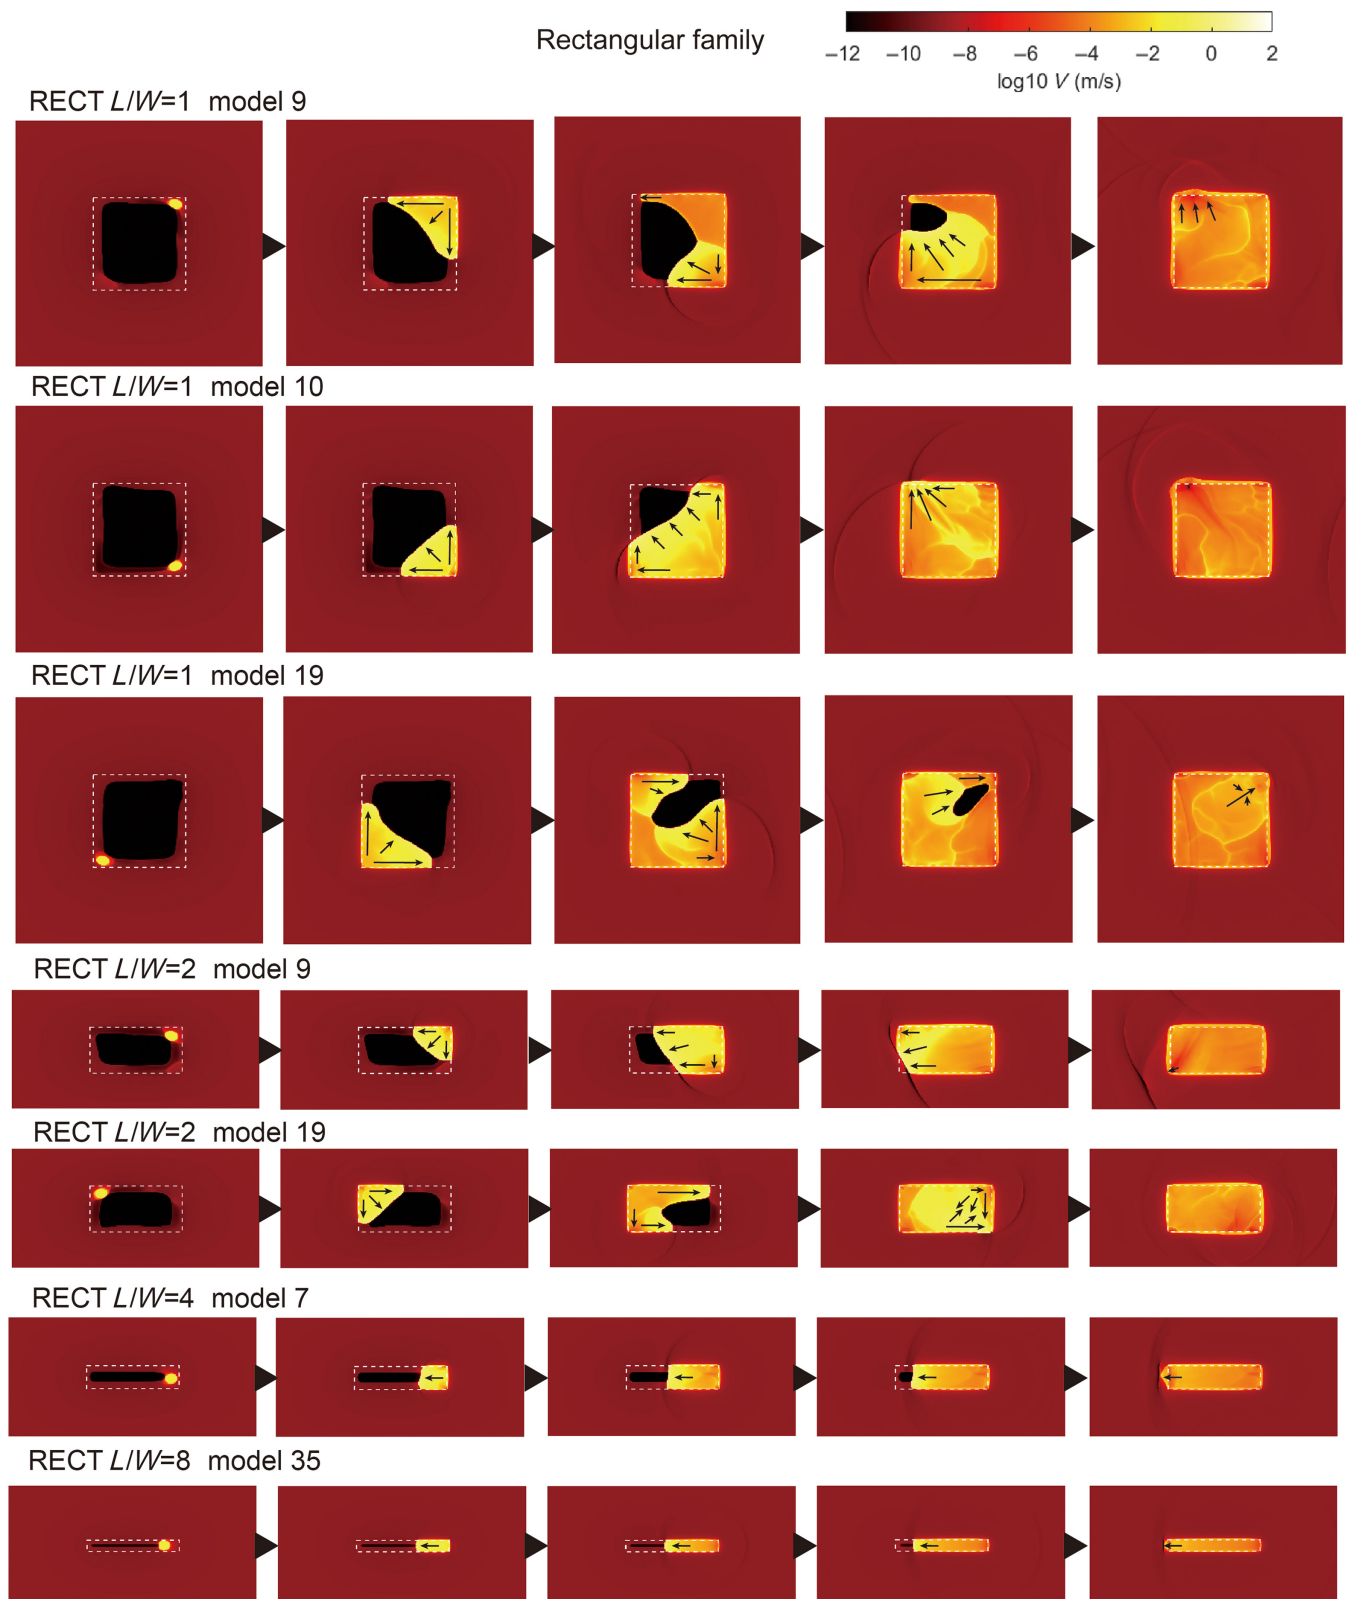 Rectangular family
–12 –10 –8 –6 –4 –2 0 2
log10 V (m/s)
RECT L/W=1 model 9
RECT L/W=1 model 10
RECT L/W=1 model 19
RECT L/W=2 model 9
RECT L/W=2 model 19
RECT L/W=4 model 7
RECT L/W=8 model 35